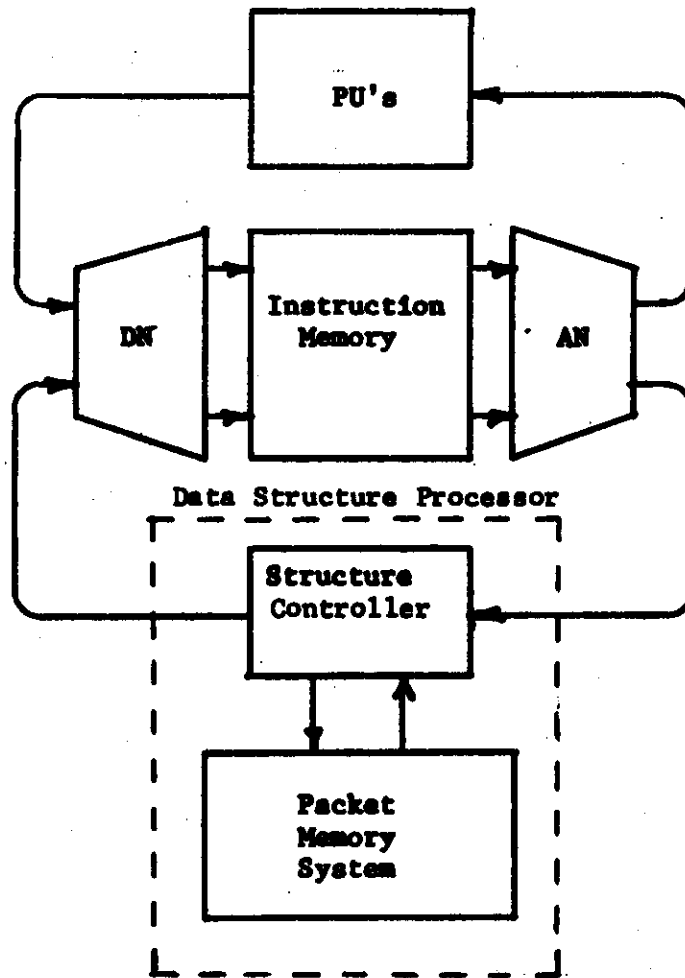 PU's
DN
Instruction
Memory
AN
Data Structure Processor
Structure
Controller
Packet
Memory
System